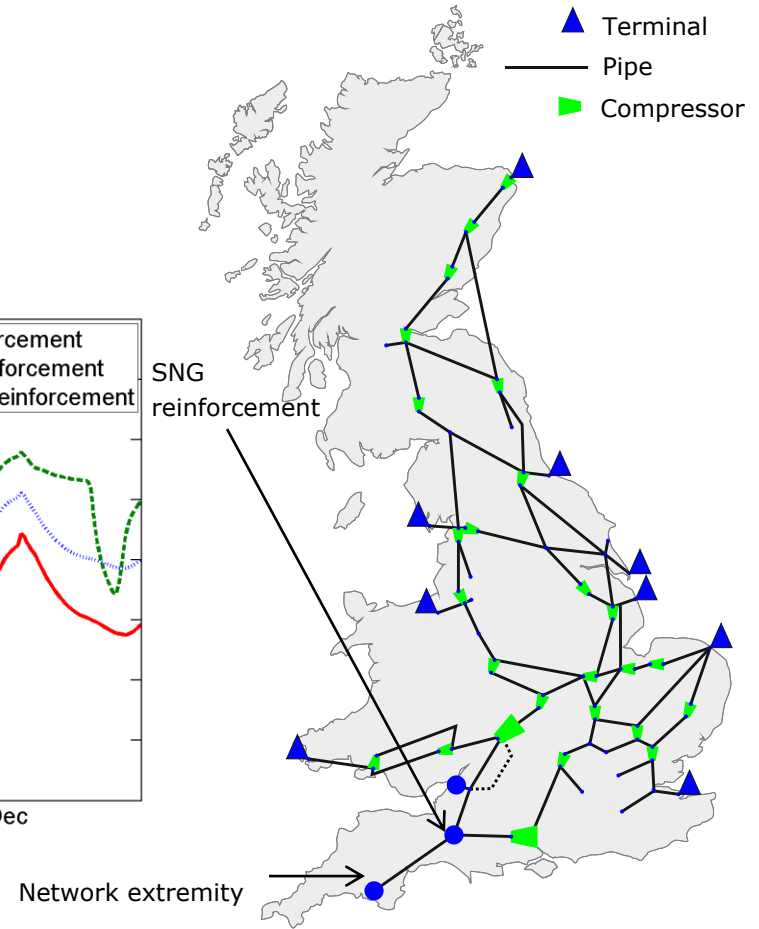 Terminal
Pipe
Compressor
rcement
forcement
einforcement
SNG
reinforcement
Dec
Network extremity